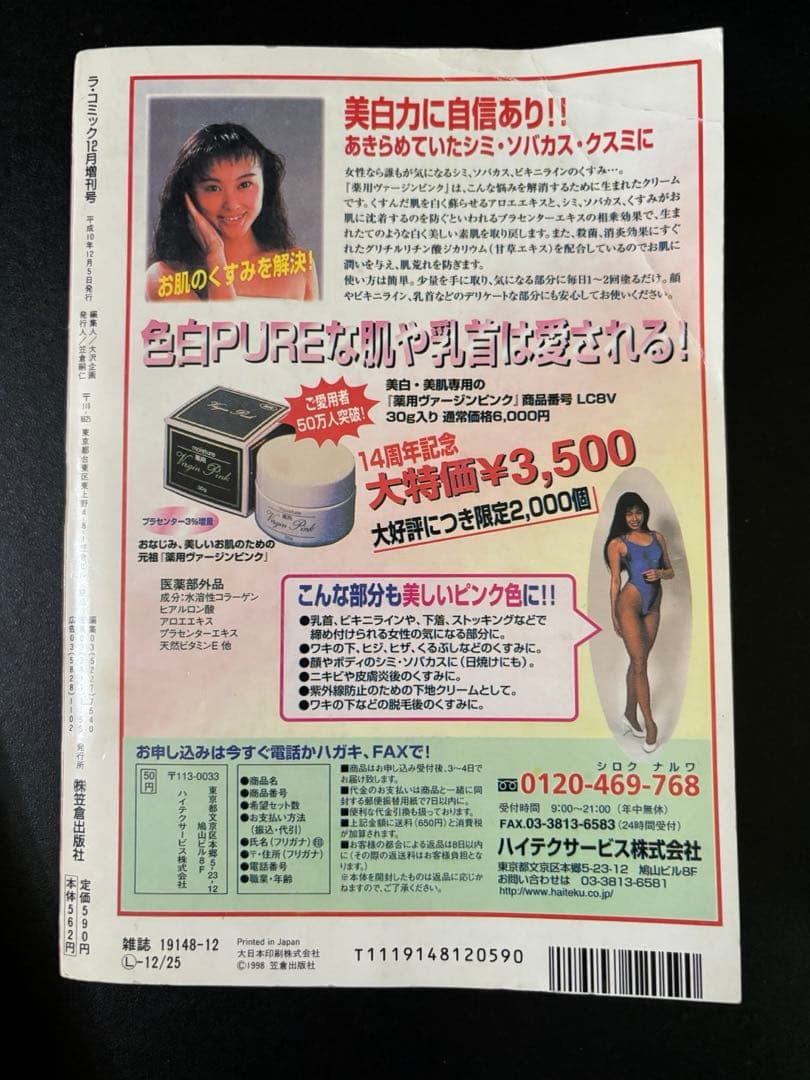 ラ・コミック12月増刊号
平成10年12月5日発行
編集人/大沢企画
発行人/笠倉嗣仁
東京都台東区東上野4-8-1
発行所
㈱笠倉出版社
定価590円
本体562円
美白力に自信あり!!
あきらめていたシミ・ソバカス・クスミに
女性なら誰もが気になるシミ、ソバカス、ビキニラインのくすみ…。
『薬用ヴァージンピンク』は、こんな悩みを解消するために生まれたクリーム
です。くすんだ肌を白く蘇らせるアロエエキスと、シミ、ソバカス、くすみがお
肌に沈着するのを防ぐといわれるプラセンターエキスの相乗効果で、生ま
れたてのような白く美しい素肌を取り戻します。また、殺菌、消炎効果にすぐ
れたグリチルリチン酸ジカリウム(甘草エキス)を配合しているのでお肌に
潤いを与え、肌荒れを防ぎます。
使い方は簡単。少量を手に取り、気になる部分に毎日1~2回塗るだけ。顔
やビキニライン、乳首などのデリケートな部分にも安心してお使いください。
お肌のくすみを解決!
色白PUREな肌や乳首は愛される!
美白・美肌専用の
『薬用ヴァージンピンク』商品番号 LC8V
30g入り 通常価格6,000円
ご愛用者
50万人突破!
14周年記念
大特価¥3,500
大好評につき限定2,000個
Virgin Pink
moisture
薬用
Virgin Pink
プラセンター3%増量
おなじみ、美しいお肌のための
元祖『薬用ヴァージンピンク』
医薬部外品
成分:水溶性コラーゲン
ヒアルロン酸
アロエエキス
プラセンターエキス
天然ビタミンE 他
こんな部分も美しいピンク色に!!
●乳首、ビキニラインや、下着、ストッキングなどで
締め付けられる女性の気になる部分に。
●ワキの下、ヒジ、ヒザ、くるぶしなどのくすみに。
●顔やボディのシミ・ソバカスに(日焼けにも)。
●ニキビや皮膚炎後のくすみに。
●紫外線防止のための下地クリームとして。
●ワキの下などの脱毛後のくすみに。
お申し込みは今すぐ電話かハガキ、FAXで!
50円
〒113-0033
東京都文京区本郷5-23-12
鳩山ビル8F
ハイテクサービス株式会社
●商品名
●商品番号
●希望セット数
●お支払い方法
(振込・代引)
●氏名(フリガナ)㊞
●〒・住所(フリガナ)
●電話番号
●職業・年齢
■商品はお申し込み受付後、3~4日で
お届け致します。
■代金のお支払いは商品と一緒に同
封する郵便振替用紙で7日以内に。
■便利な代金引換も扱っております。
■上記金額に送料(650円)と消費税
が加算されます。
■お客様の都合による返品は8日以内
に(その際の返送料はお客様負担とな
ります)。
※本体を開封したものは返品に応じか
ねますので、ご了承ください。
シロク ナルワ
0120-469-768
受付時間 9:00~21:00(年中無休)
FAX.03-3813-6583(24時間受付)
ハイテクサービス株式会社
東京都文京区本郷5-23-12 鳩山ビル8F
お問い合わせは 03-3813-6581
http://www.haiteku.co.jp/
雑誌 19148-12
Ⓛ-12/25
Printed in Japan
大日本印刷株式会社
©1998 笠倉出版社
T1119148120590